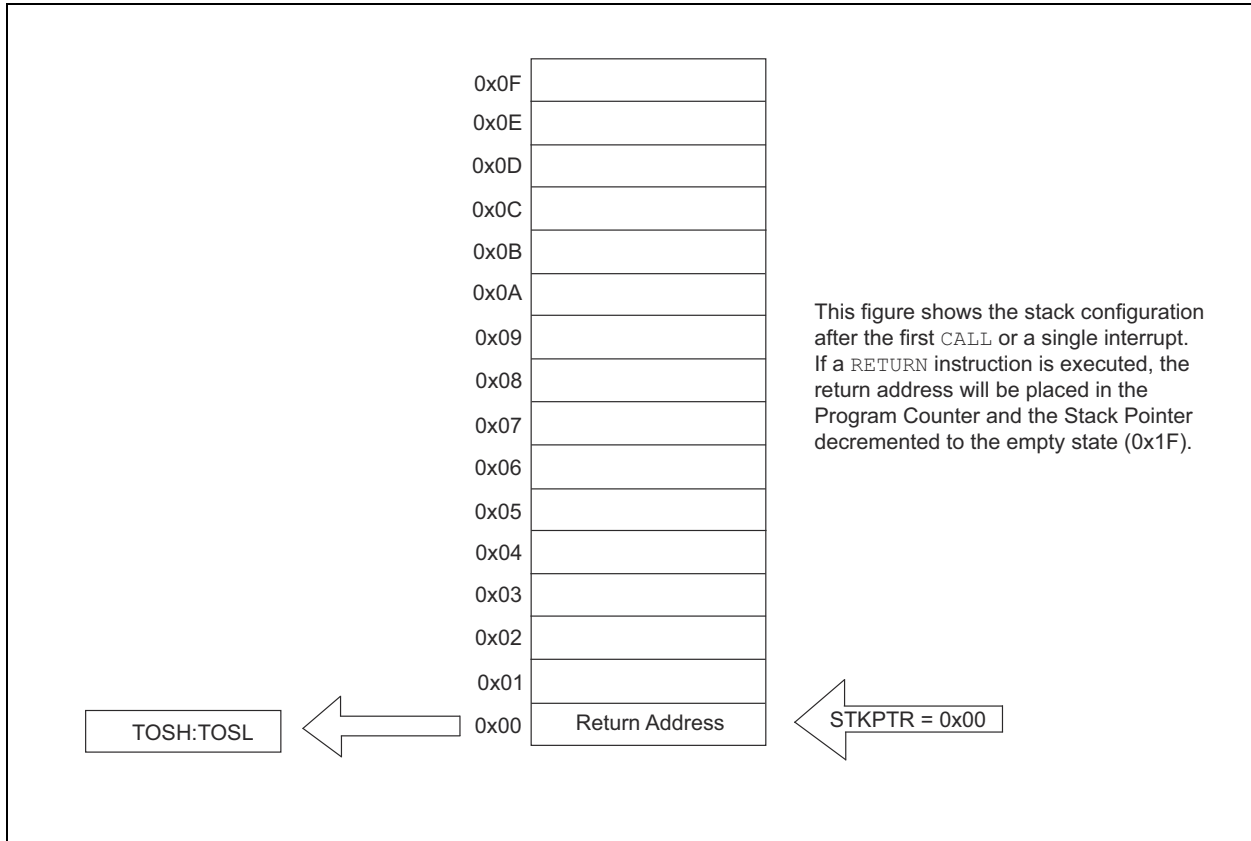 0x0F
0x0E
0x0D
0x0C
0x0B
0x0A
0x09
0x08
0x07
0x06
0x05
0x04
0x03
0x02
0x01
0x00
This figure shows the stack configuration
after the first CALL or a single interrupt.
If a RETURN instruction is executed, the
return address will be placed in the
Program Counter and the Stack Pointer
decremented to the empty state (0x1F).
TOSH:TOSL
Return Address
STKPTR = 0x00